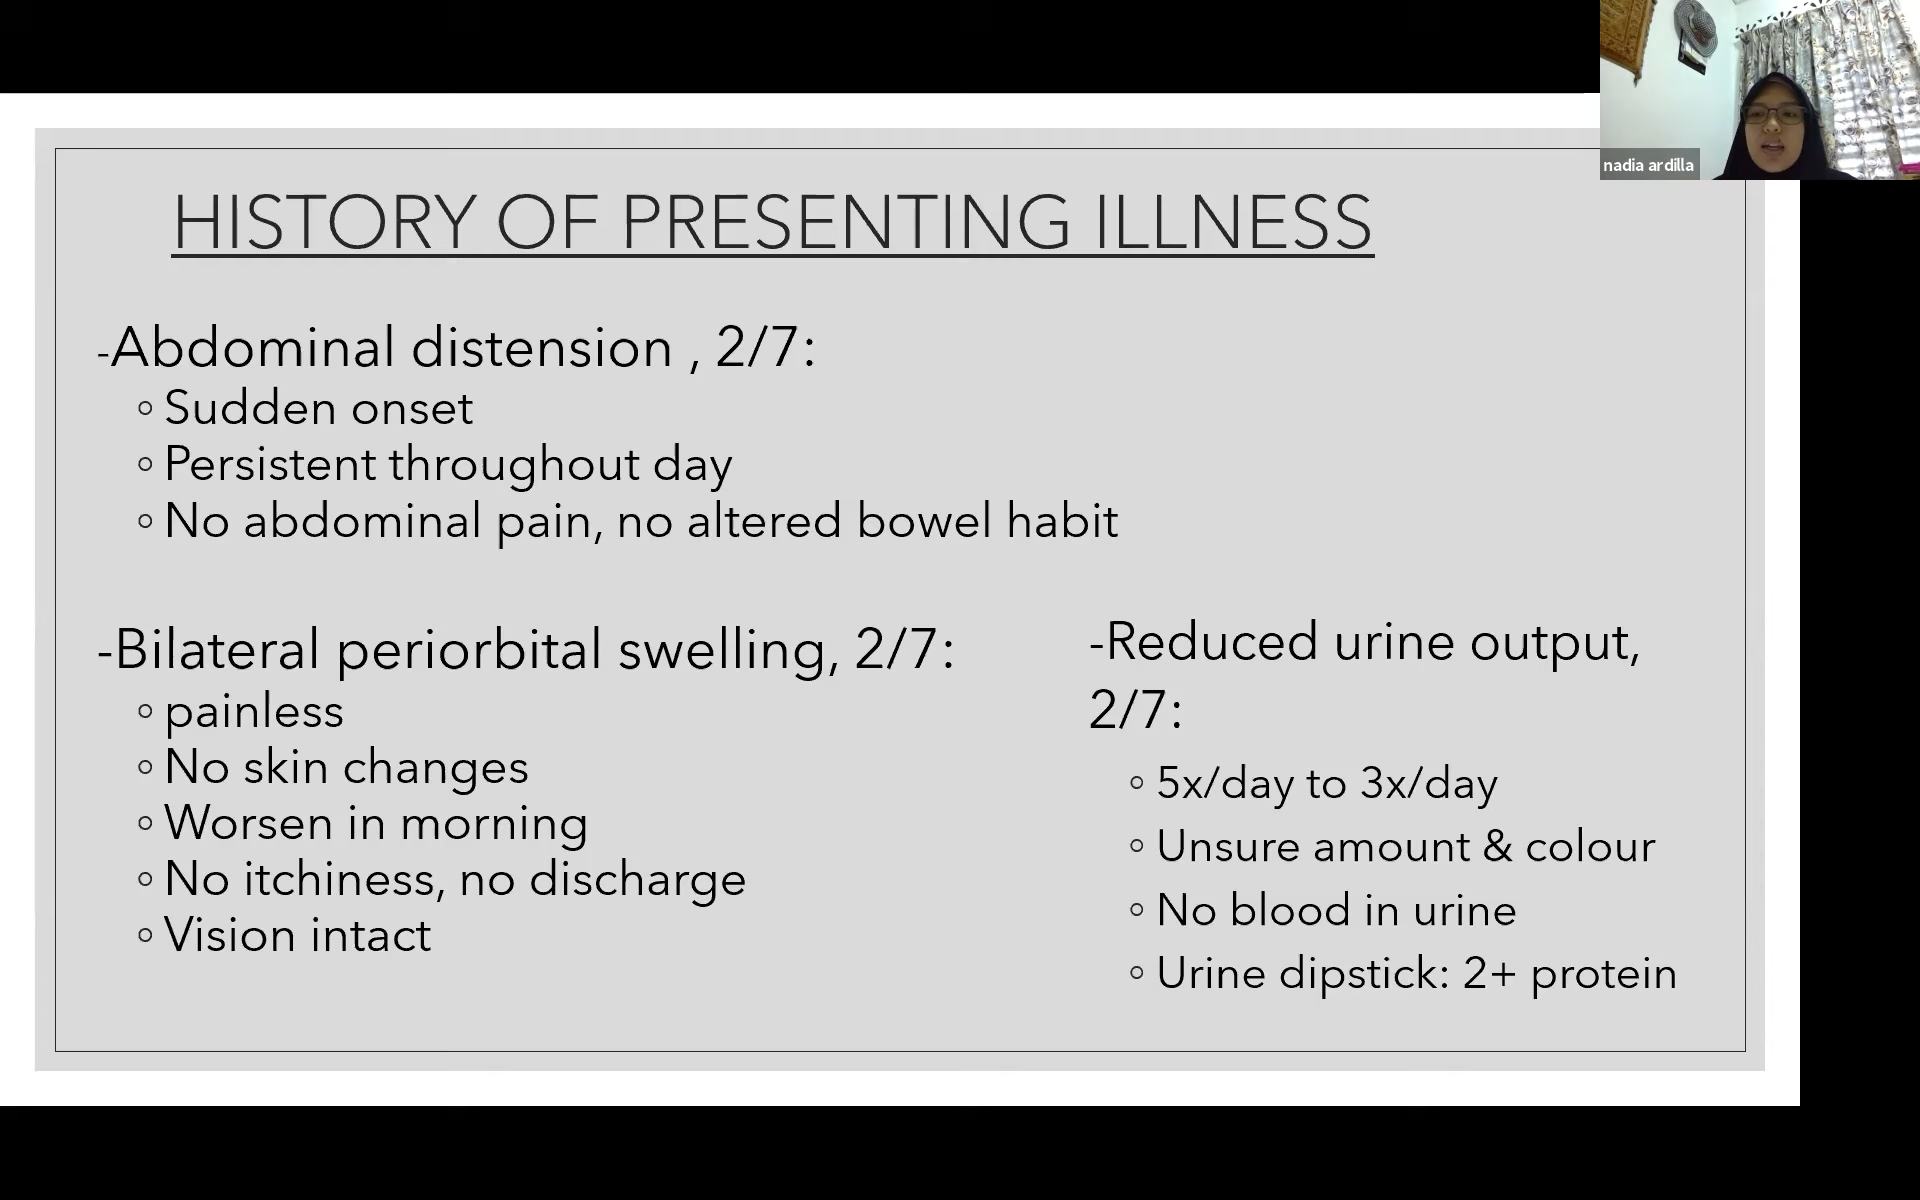 nadia ardilla
HISTORY OF PRESENTING ILLNESS
-Abdominal distension , 2/7:
◦ Sudden onset
◦ Persistent throughout day
◦ No abdominal pain, no altered bowel habit
-Bilateral periorbital swelling, 2/7:
◦ painless
◦ No skin changes
◦ Worsen in morning
◦ No itchiness, no discharge
◦ Vision intact
-Reduced urine output,
2/7:
◦ 5x/day to 3x/day
◦ Unsure amount & colour
◦ No blood in urine
◦ Urine dipstick: 2+ protein